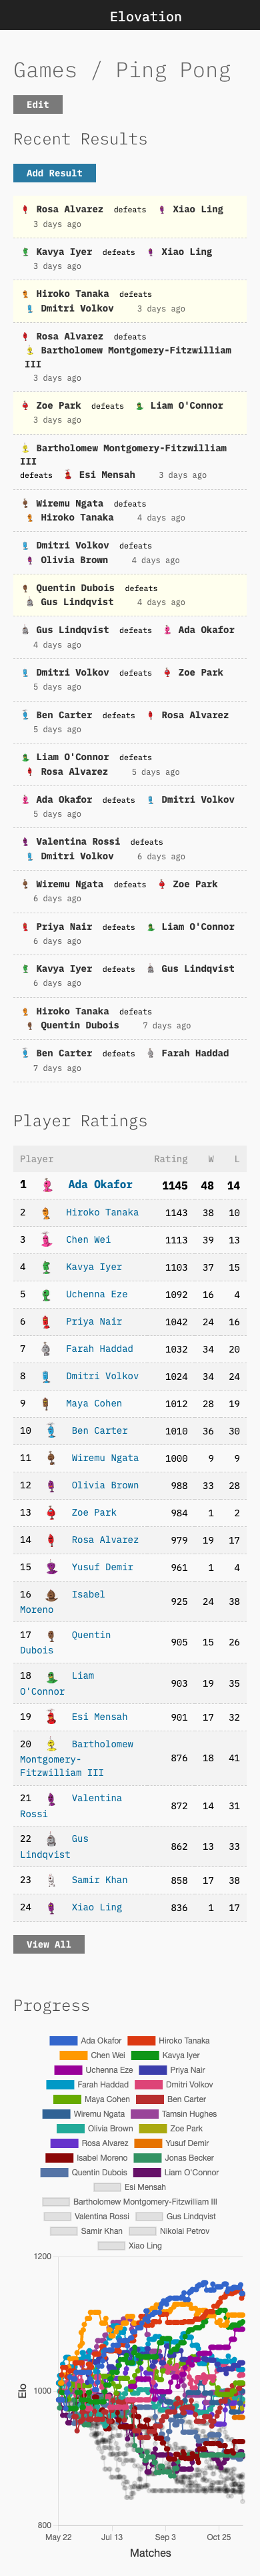 Elovation
Games / Ping Pong
Edit
Recent Results
Add Result
Rosa Alvarez defeats Xiao Ling
3 days ago
Kavya Iyer defeats Xiao Ling
3 days ago
Hiroko Tanaka defeats
Dmitri Volkov 3 days ago
Rosa Alvarez defeats
Bartholomew Montgomery-Fitzwilliam
III
3 days ago
Zoe Park defeats Liam O'Connor
3 days ago
Bartholomew Montgomery-Fitzwilliam
III
defeats Esi Mensah 3 days ago
Wiremu Ngata defeats
Hiroko Tanaka 4 days ago
Dmitri Volkov defeats
Olivia Brown 4 days ago
Quentin Dubois defeats
Gus Lindqvist 4 days ago
Gus Lindqvist defeats Ada Okafor
4 days ago
Dmitri Volkov defeats Zoe Park
5 days ago
Ben Carter defeats Rosa Alvarez
5 days ago
Liam O'Connor defeats
Rosa Alvarez 5 days ago
Ada Okafor defeats Dmitri Volkov
5 days ago
Valentina Rossi defeats
Dmitri Volkov 6 days ago
Wiremu Ngata defeats Zoe Park
6 days ago
Priya Nair defeats Liam O'Connor
6 days ago
Kavya Iyer defeats Gus Lindqvist
6 days ago
Hiroko Tanaka defeats
Quentin Dubois 7 days ago
Ben Carter defeats Farah Haddad
7 days ago
Player Ratings
Player Rating W L
1 Ada Okafor 1145 48 14
2 Hiroko Tanaka 1143 38 10
3 Chen Wei 1113 39 13
4 Kavya Iyer 1103 37 15
5 Uchenna Eze 1092 16 4
6 Priya Nair 1042 24 16
7 Farah Haddad 1032 34 20
8 Dmitri Volkov 1024 34 24
9 Maya Cohen 1012 28 19
10 Ben Carter 1010 36 30
11 Wiremu Ngata 1000 9 9
12 Olivia Brown 988 33 28
13 Zoe Park 984 1 2
14 Rosa Alvarez 979 19 17
15 Yusuf Demir 961 1 4
16 Isabel
Moreno 925 24 38
17 Quentin
Dubois 905 15 26
18 Liam
O'Connor 903 19 35
19 Esi Mensah 901 17 32
20 Bartholomew
Montgomery-
Fitzwilliam III 876 18 41
21 Valentina
Rossi 872 14 31
22 Gus
Lindqvist 862 13 33
23 Samir Khan 858 17 38
24 Xiao Ling 836 1 17
View All
Progress
Ada Okafor Hiroko Tanaka
Chen Wei Kavya Iyer
Uchenna Eze Priya Nair
Farah Haddad Dmitri Volkov
Maya Cohen Ben Carter
Wiremu Ngata Tamsin Hughes
Olivia Brown Zoe Park
Rosa Alvarez Yusuf Demir
Isabel Moreno Jonas Becker
Quentin Dubois Liam O'Connor
Esi Mensah
Bartholomew Montgomery-Fitzwilliam III
Valentina Rossi Gus Lindqvist
Samir Khan Nikolai Petrov
Xiao Ling
1200
Elo
1000
800
May 22 Jul 13 Sep 3 Oct 25
Matches